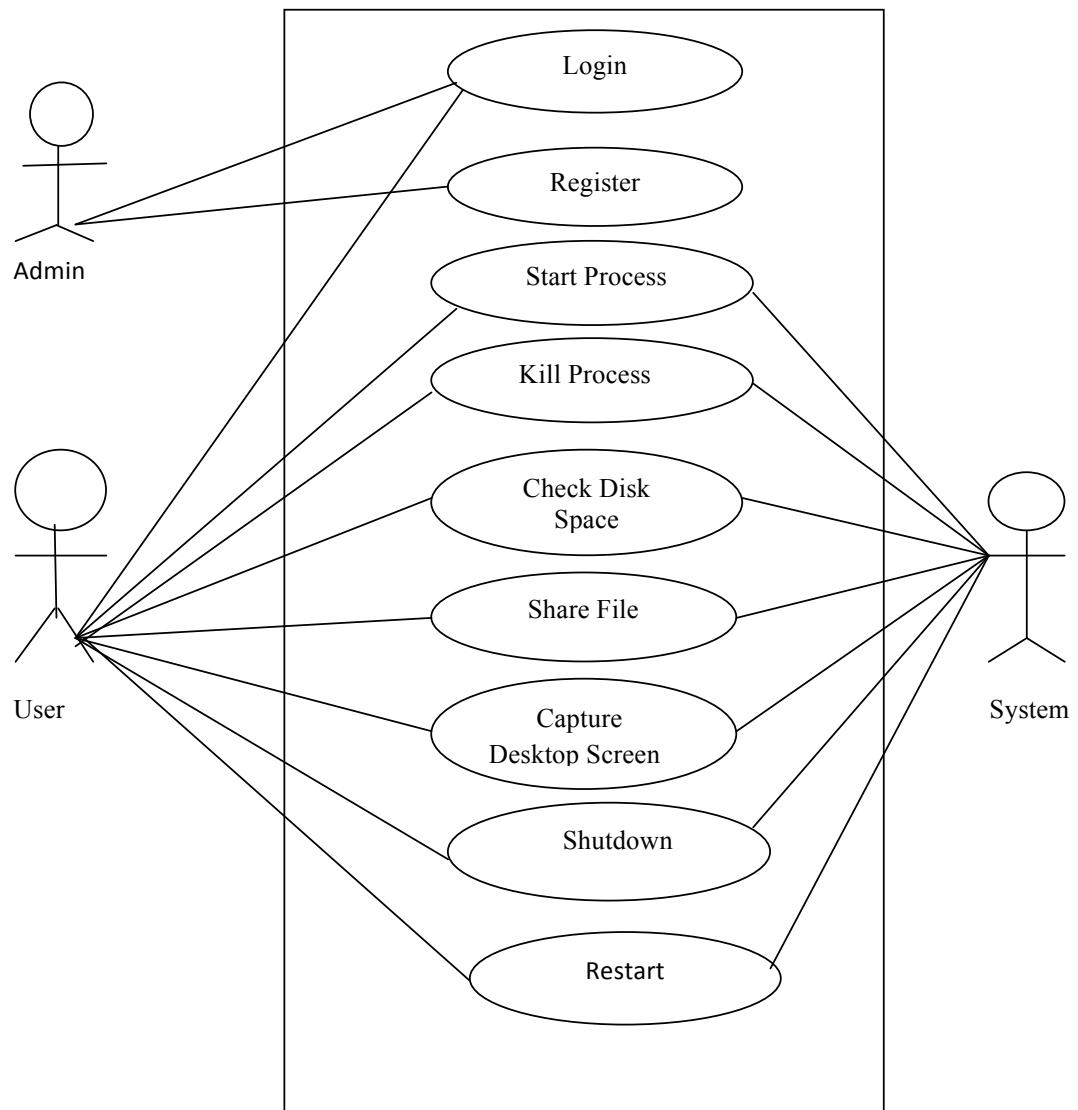 Login
Register
Admin
Start Process
Kill Process
Check Disk
Space
Share File
User
System
Capture
Desktop Screen
Shutdown
Restart